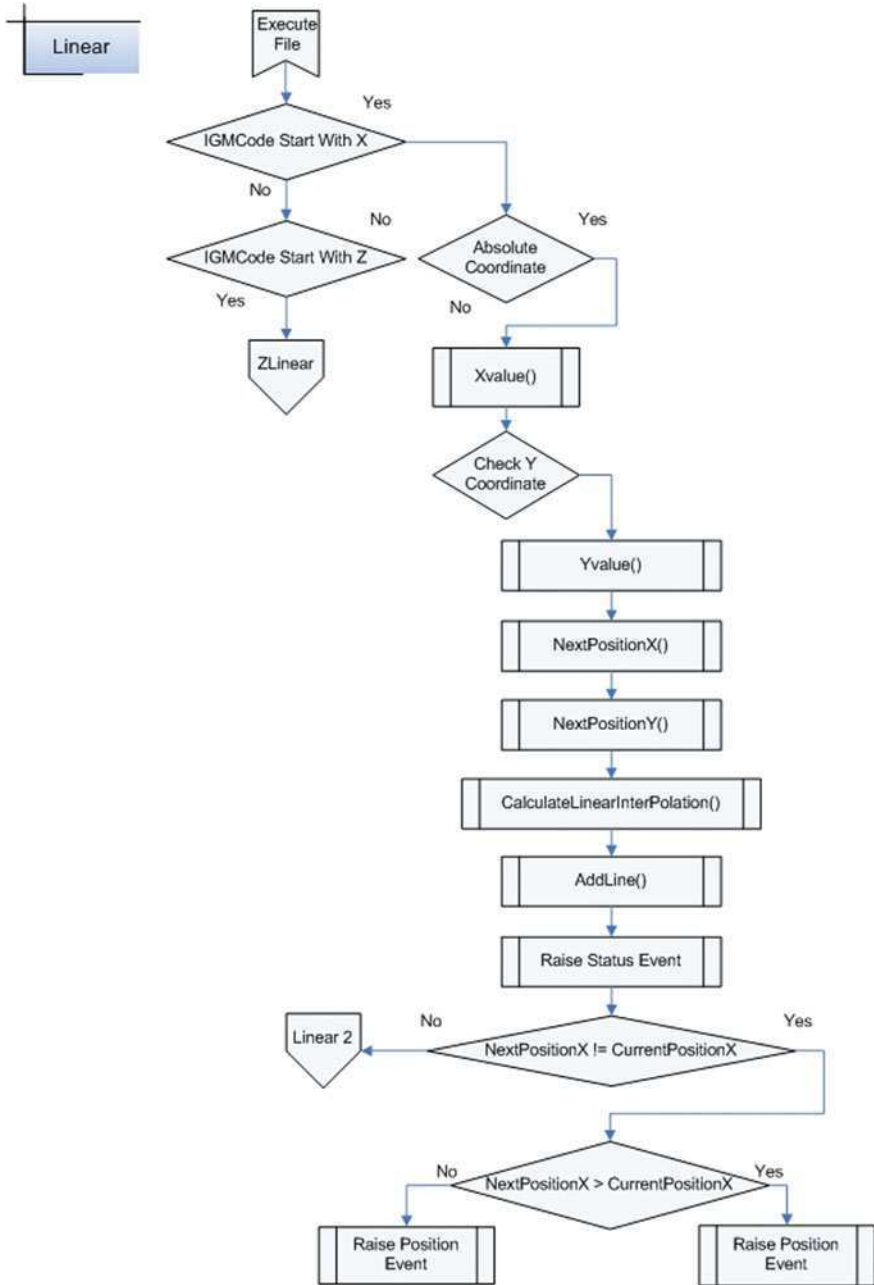 Linear
Execute
File
Yes
IGMCode Start With X
No
No
Yes
IGMCode Start With Z
Absolute
Coordinate
Yes
No
ZLinear
Xvalue()
Check Y
Coordinate
Yvalue()
NextPositionX()
NextPositionY()
CalculateLinearInterPolation()
AddLine()
Raise Status Event
No
Yes
Linear 2
NextPositionX != CurrentPositionX
No
Yes
NextPositionX > CurrentPositionX
Raise Position
Event
Raise Position
Event